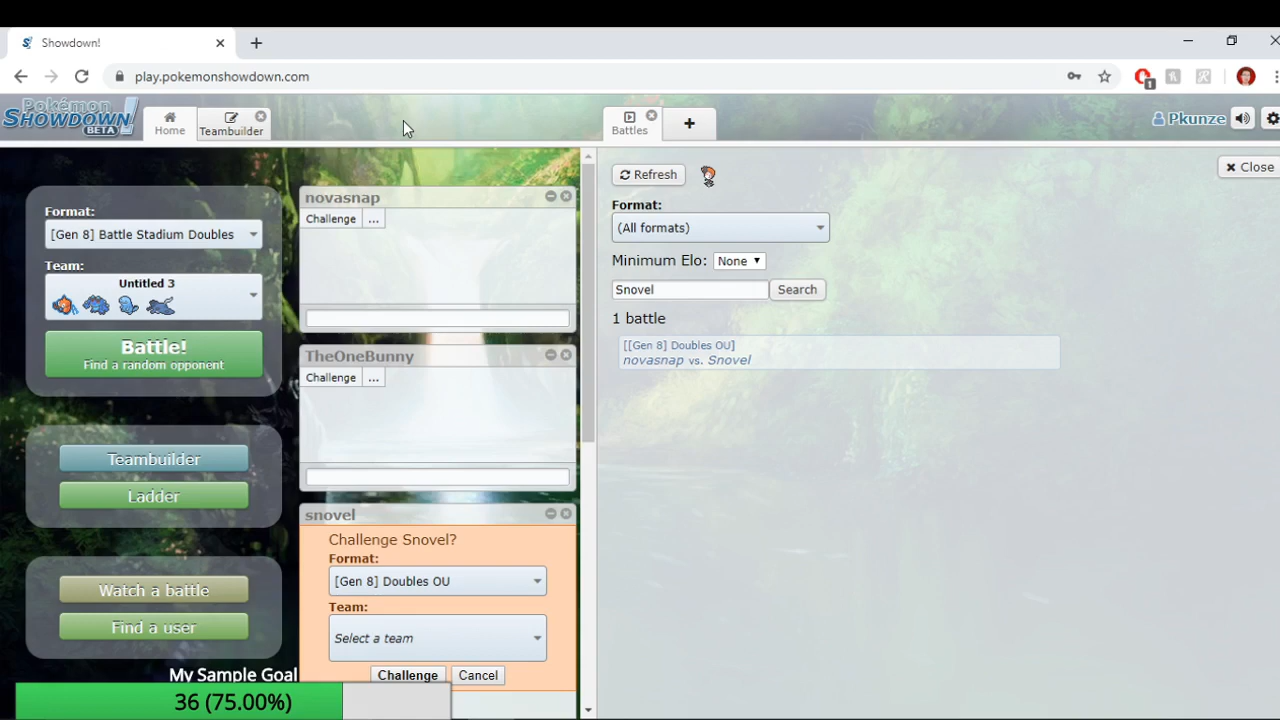 Showdown!
play.pokemonshowdown.com
1
Pokémon
SHOWDOWN!
BETA
Home
Teambuilder
Battles
Pkunze
Format:
[Gen 8] Battle Stadium Doubles
Team:
Untitled 3
Battle!
Find a random opponent
Teambuilder
Ladder
Watch a battle
Find a user
My Sample Goal
36 (75.00%)
novasnap
Challenge ...
TheOneBunny
Challenge ...
snovel
Challenge Snovel?
Format:
[Gen 8] Doubles OU
Team:
Select a team
Challenge Cancel
Refresh
Close
Format:
(All formats)
Minimum Elo: None
Snovel Search
1 battle
[[Gen 8] Doubles OU]
novasnap vs. Snovel